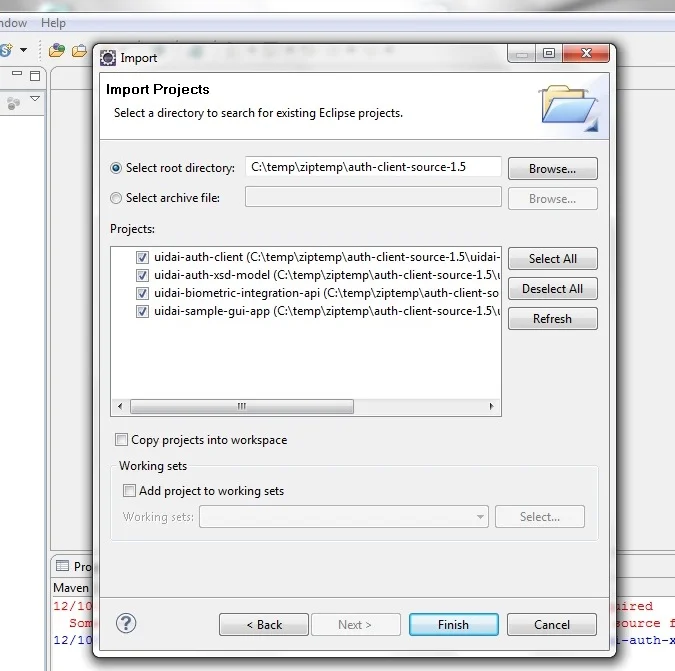 ndow Help
Import
Import Projects
Select a directory to search for existing Eclipse projects.
Select root directory: C:\temp\ziptemp\auth-client-source-1.5 Browse...
Select archive file: Browse...
Projects:
uidai-auth-client (C:\temp\ziptemp\auth-client-source-1.5\uidai-
uidai-auth-xsd-model (C:\temp\ziptemp\auth-client-source-1.5\u
uidai-biometric-integration-api (C:\temp\ziptemp\auth-client-so
uidai-sample-gui-app (C:\temp\ziptemp\auth-client-source-1.5\u
Select All
Deselect All
Refresh
Copy projects into workspace
Working sets
Add project to working sets
Working sets: Select...
Pro
Maven
12/10 uired
Som source f
12/10 i-auth-x
? < Back Next > Finish Cancel